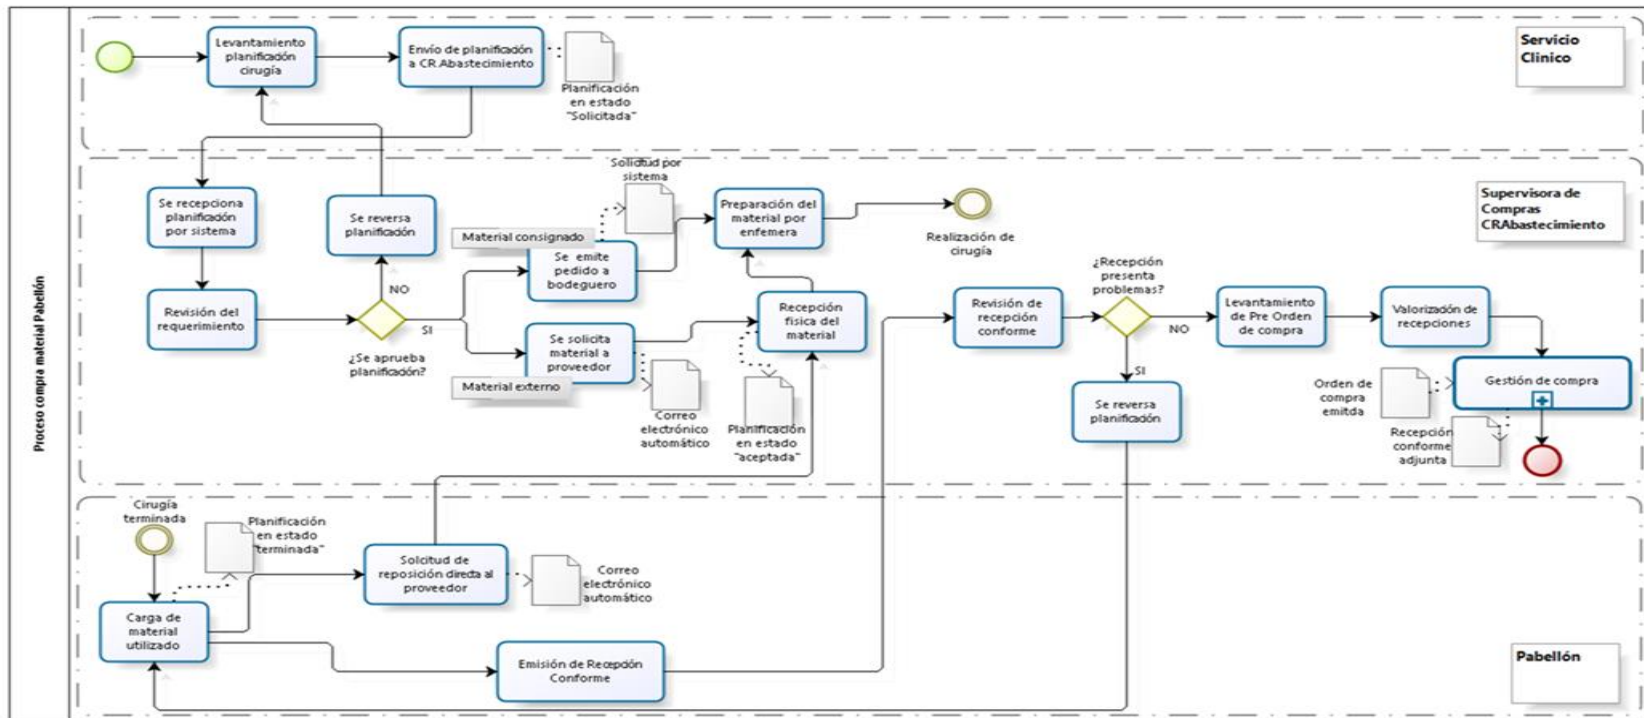 Proceso compra material Pabellón
Servicio
Clínico
Levantamiento
planificación
cirugía
Envío de planificación
a CR.Abastecimiento
Planificación
en estado
"Solicitada"
Supervisora de
Compras
CRAbastecimiento
Se recepciona
planificación
por sistema
Revisión del
requerimiento
Se reversa
planificación
NO
SI
¿Se aprueba
planificación?
Solicitud por
sistema
Material consignado
Se emite
pedido a
bodeguero
Se solicita
material a
proveedor
Material externo
Correo
electrónico
automático
Preparación del
material por
enfemera
Recepción
física del
material
Planificación
en estado
"aceptada"
Realización de
cirugía
Revisión de
recepción
conforme
¿Recepción
presenta
problemas?
NO
SI
Se reversa
planificación
Levantamiento
de Pre Orden
de compra
Valorización de
recepciones
Gestión de compra
Orden de
compra
emitda
Recepción
conforme
adjunta
Pabellón
Cirugía
terminada
Planificación
en estado
"terminada"
Carga de
material
utilizado
Solcitud de
reposición directa al
proveedor
Correo
electrónico
automático
Emisión de Recepción
Conforme